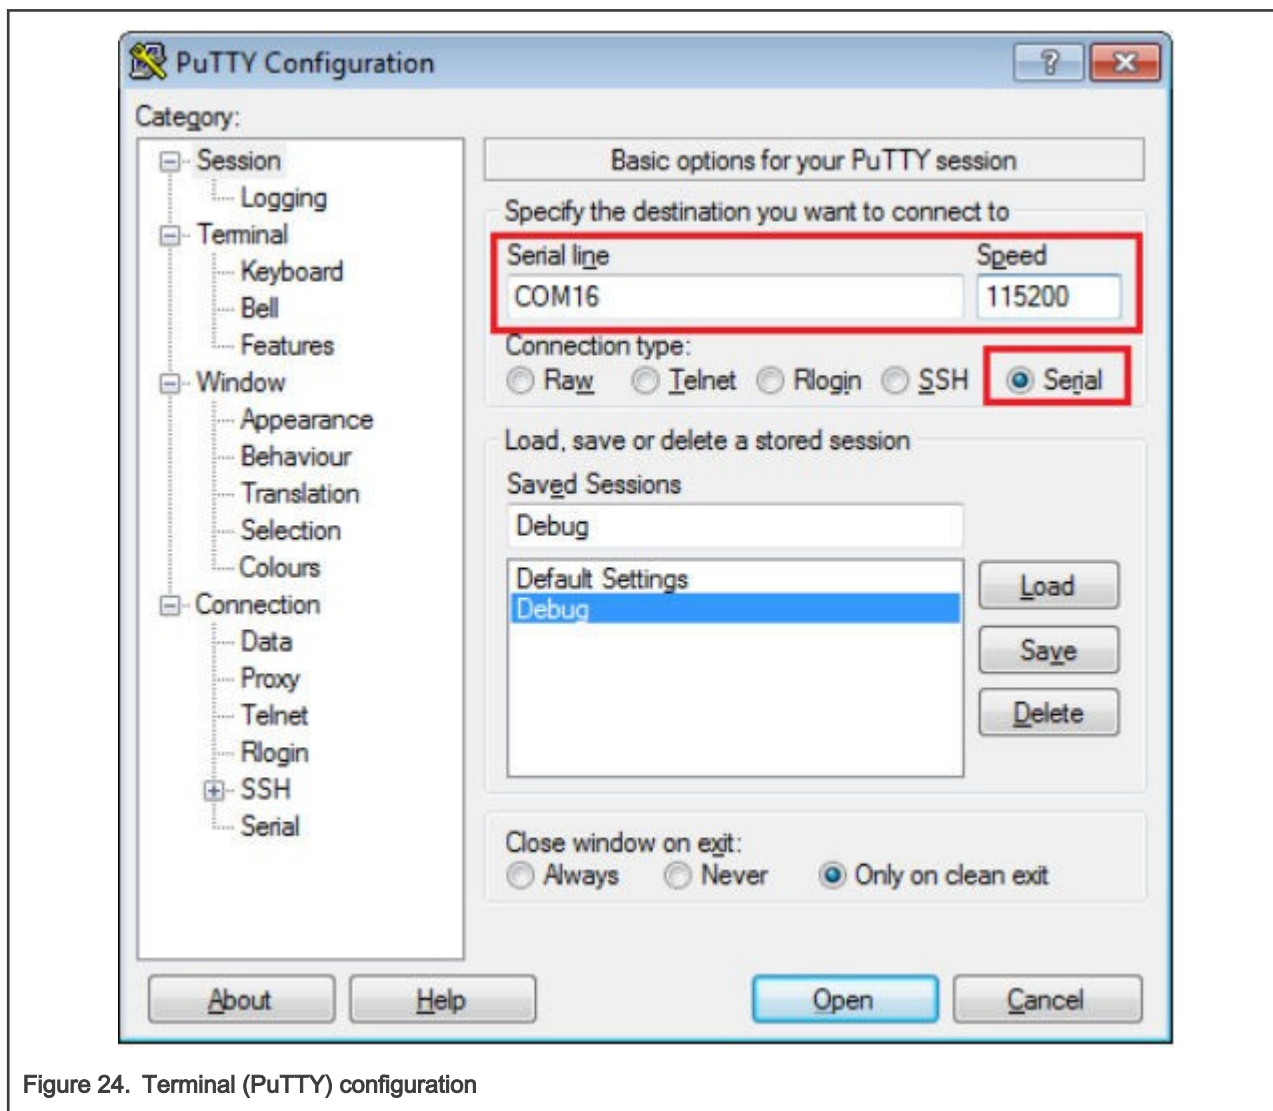 PuTTY Configuration
Category:
Session
Logging
Terminal
Keyboard
Bell
Features
Window
Appearance
Behaviour
Translation
Selection
Colours
Connection
Data
Proxy
Telnet
Rlogin
SSH
Serial
Basic options for your PuTTY session
Specify the destination you want to connect to
Serial line Speed
COM16 115200
Connection type:
Raw Telnet Rlogin SSH Serial
Load, save or delete a stored session
Saved Sessions
Debug
Default Settings
Debug
Load
Save
Delete
Close window on exit:
Always Never Only on clean exit
About Help Open Cancel
Figure 24. Terminal (PuTTY) configuration